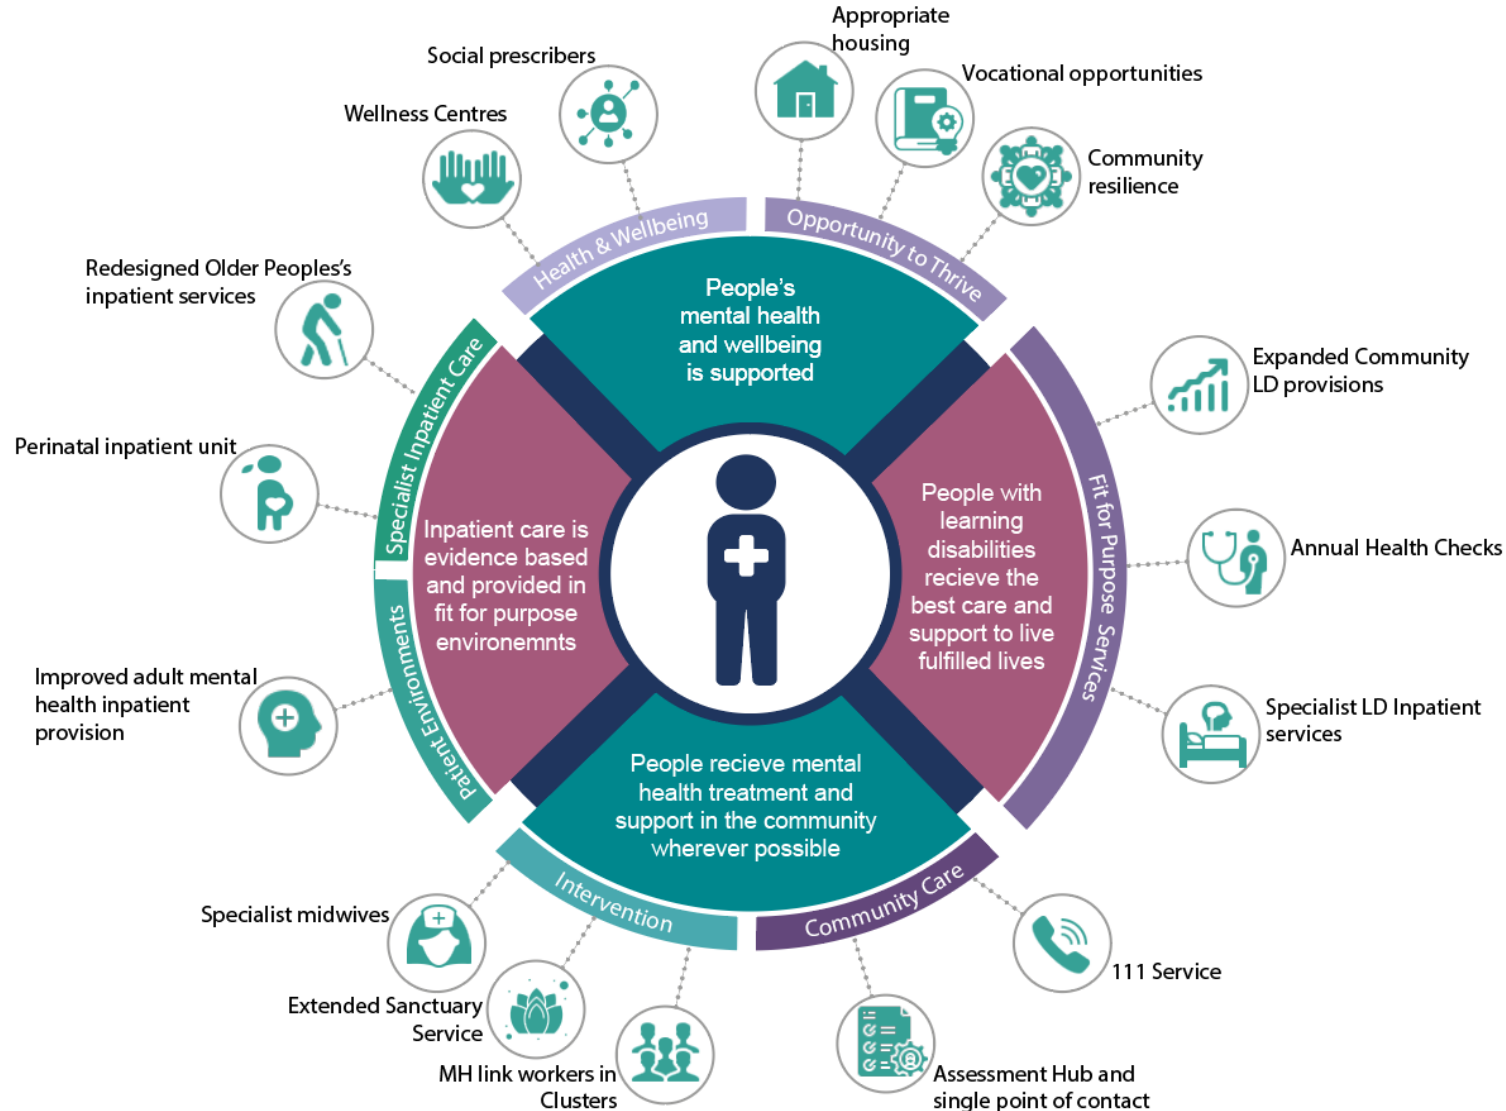 Appropriate
housing
Social prescribers
Vocational opportunities
Wellness Centres
Community
resilience
Health & Wellbeing
Opportunity to Thrive
People's
mental health
and wellbeing
is supported
Redesigned Older Peoples's
inpatient services
Perinatal inpatient unit
Improved adult mental
health inpatient
provision
Specialist Inpatient Care
Patient Environments
Inpatient care is
evidence based
and provided in
fit for purpose
environemnts
People with
learning
disabilities
recieve the
best care and
support to live
fulfilled lives
Fit for Purpose Services
Expanded Community
LD provisions
Annual Health Checks
Specialist LD Inpatient
services
People recieve mental
health treatment and
support in the community
wherever possible
Intervention
Community Care
Specialist midwives
Extended Sanctuary
Service
MH link workers in
Clusters
111 Service
Assessment Hub and
single point of contact